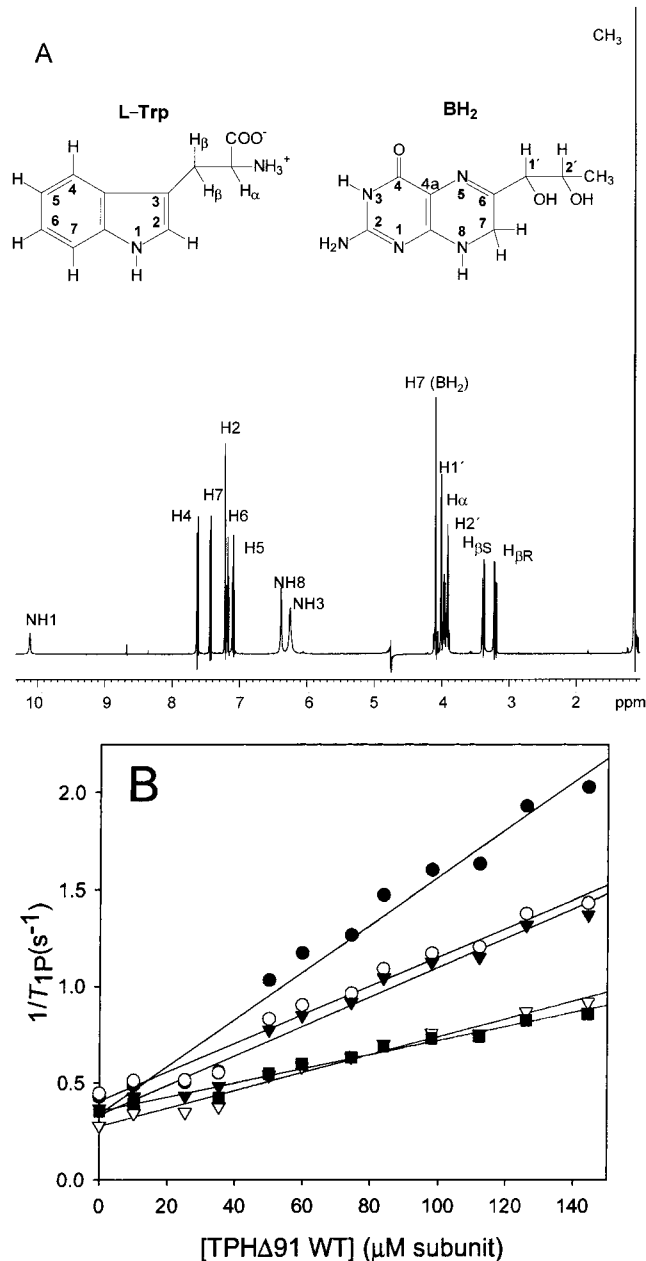 A
CH3
L–Trp
BH2
H
Hβ
COO-
H
4
NH3+
O
H
H
1´
2´
H
5
3
Hβ
Hα
H
4
4a
N
5
6
CH3
N3
OH
OH
6
2
7
H
7
1
N
H
2
1
8
7
H
H2N
N
N
H
H
H
H
H
H7 (BH2)
H2
H1´
H7
Hα
H4
H6
H2´
H5
HβS
HβR
NH8
NH3
NH1
10 9 8 7 6 5 4 3 2 ppm
B
2.0
1.5
1.0
0.5
0.0
1/T1P(s-1)
0 20 40 60 80 100 120 140
[TPHΔ91 WT] (μM subunit)